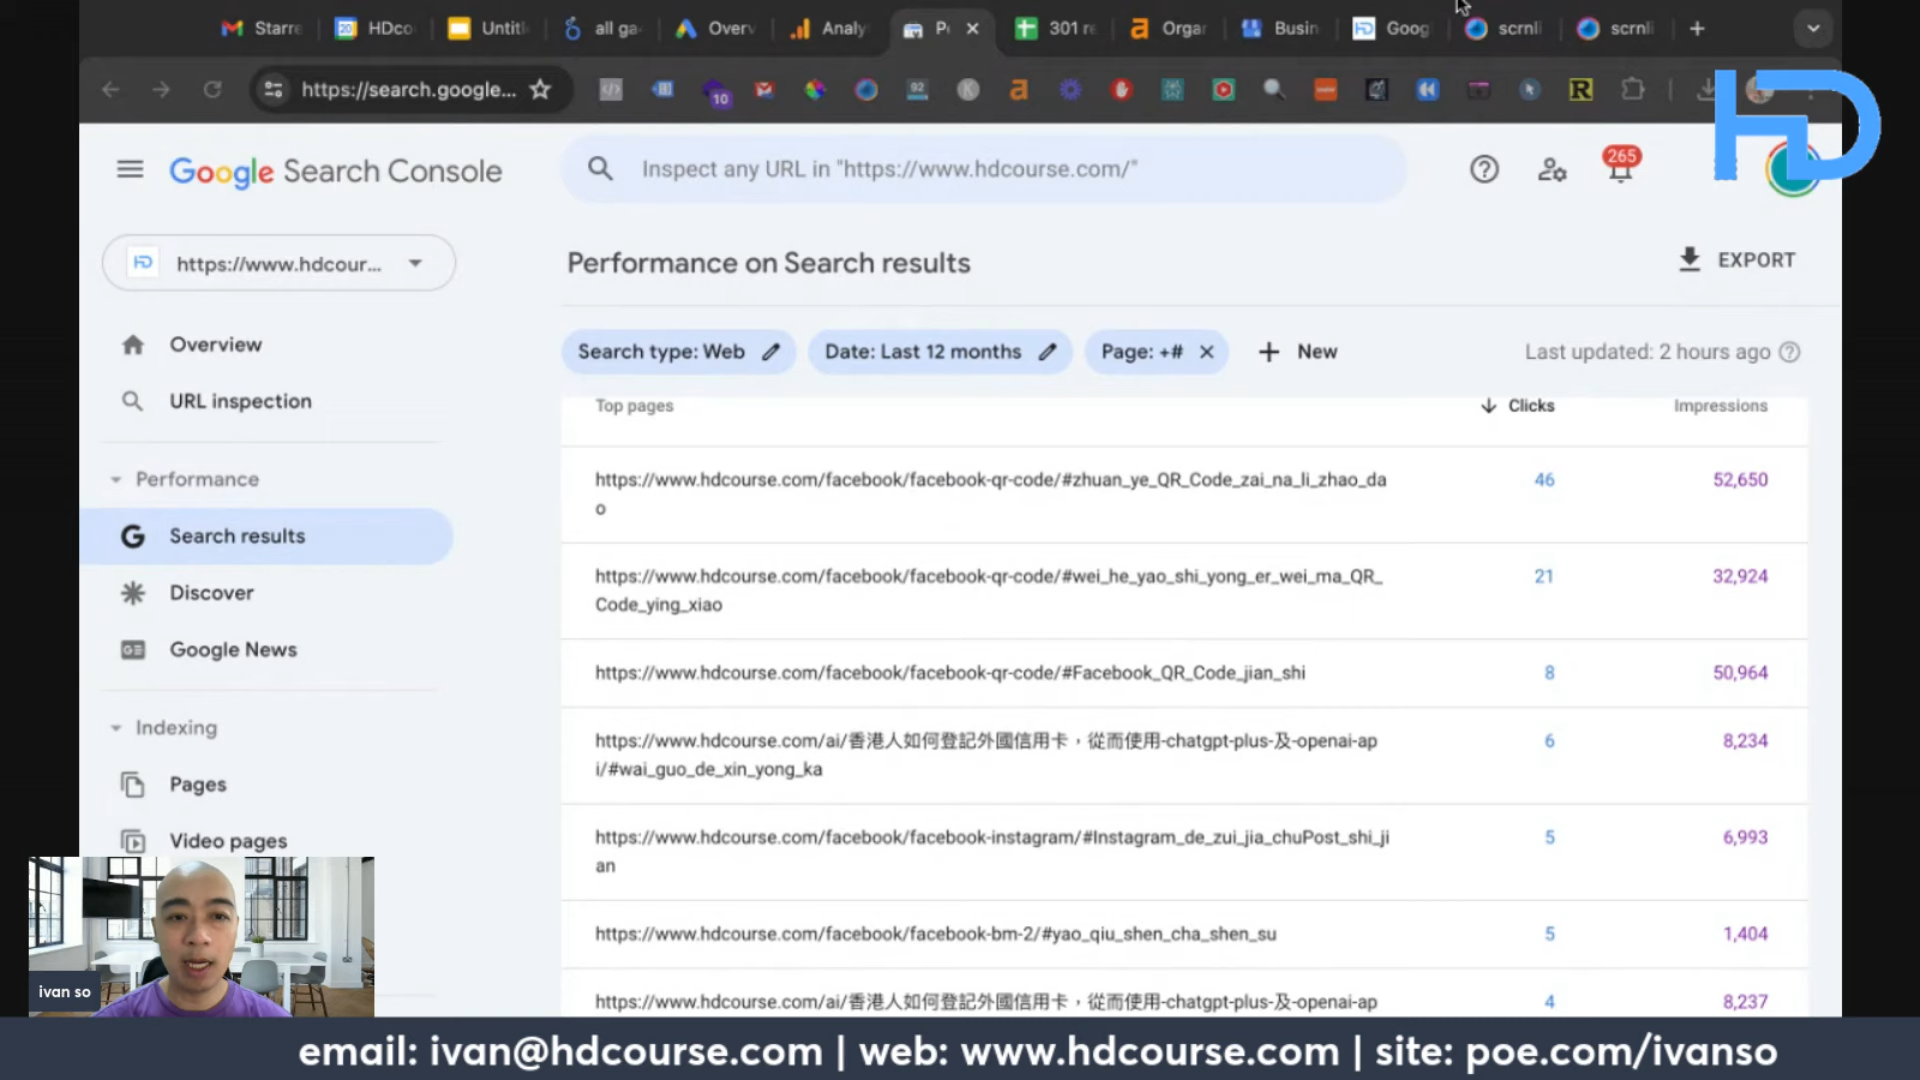 Starre
HDco
Untitl
all ga
Overv
Analy
Pe
301 re
Organ
Busin
Goog
scrnli
scrnli
https://search.google...
10
92
R
HD
Google Search Console
Inspect any URL in "https://www.hdcourse.com/"
265
https://www.hdcour...
Performance on Search results
EXPORT
Search type: Web
Date: Last 12 months
Page: +#
New
Last updated: 2 hours ago
Overview
URL inspection
Performance
Search results
Discover
Google News
Indexing
Pages
Video pages
Top pages
Clicks
Impressions
https://www.hdcourse.com/facebook/facebook-qr-code/#zhuan_ye_QR_Code_zai_na_li_zhao_da
o
46
52,650
https://www.hdcourse.com/facebook/facebook-qr-code/#wei_he_yao_shi_yong_er_wei_ma_QR_
Code_ying_xiao
21
32,924
https://www.hdcourse.com/facebook/facebook-qr-code/#Facebook_QR_Code_jian_shi
8
50,964
https://www.hdcourse.com/ai/香港人如何登記外國信用卡，從而使用-chatgpt-plus-及-openai-ap
i/#wai_guo_de_xin_yong_ka
6
8,234
https://www.hdcourse.com/facebook/facebook-instagram/#Instagram_de_zui_jia_chuPost_shi_ji
an
5
6,993
https://www.hdcourse.com/facebook/facebook-bm-2/#yao_qiu_shen_cha_shen_su
5
1,404
https://www.hdcourse.com/ai/香港人如何登記外國信用卡，從而使用-chatgpt-plus-及-openai-ap
4
8,237
ivan so
email: ivan@hdcourse.com | web: www.hdcourse.com | site: poe.com/ivanso